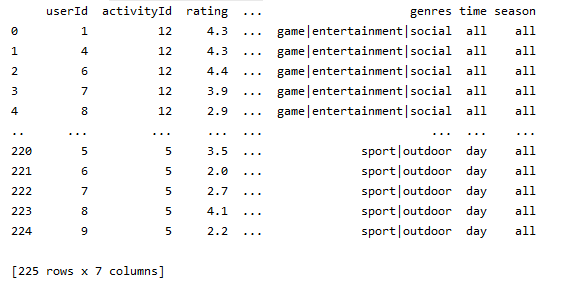 userId activityId rating ... genres time season
0 1 12 4.3 ... game|entertainment|social all all
1 4 12 4.3 ... game|entertainment|social all all
2 6 12 4.4 ... game|entertainment|social all all
3 7 12 3.9 ... game|entertainment|social all all
4 8 12 2.9 ... game|entertainment|social all all
.. ... ... ... ... ... ... ...
220 5 5 3.5 ... sport|outdoor day all
221 6 5 2.0 ... sport|outdoor day all
222 7 5 2.7 ... sport|outdoor day all
223 8 5 4.1 ... sport|outdoor day all
224 9 5 2.2 ... sport|outdoor day all
[225 rows x 7 columns]